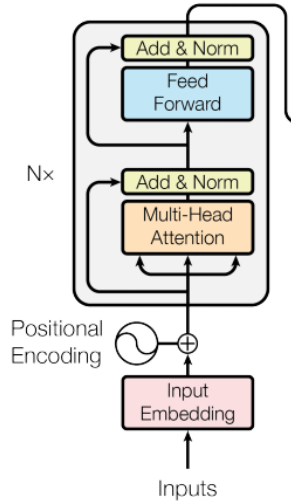 Add & Norm
Feed
Forward
N×
Add & Norm
Multi-Head
Attention
Positional
Encoding
Input
Embedding
Inputs